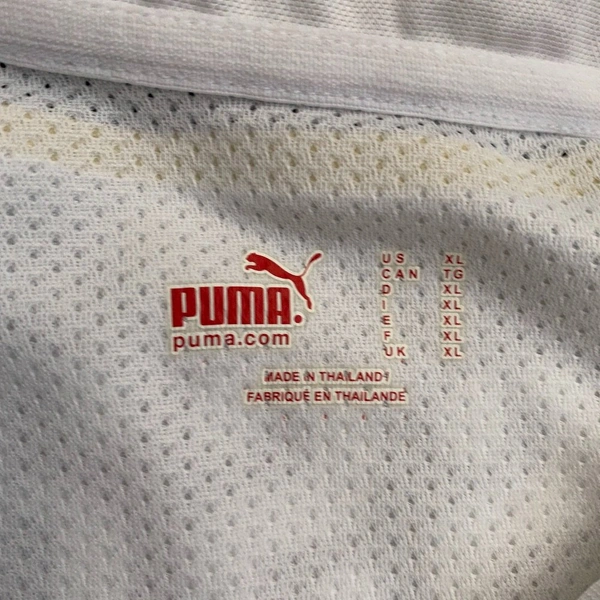 PUMA.
puma.com
US XL
CAN TG
D XL
I XL
E XL
F XL
UK XL
MADE IN THAILAND
FABRIQUÉ EN THAILANDE